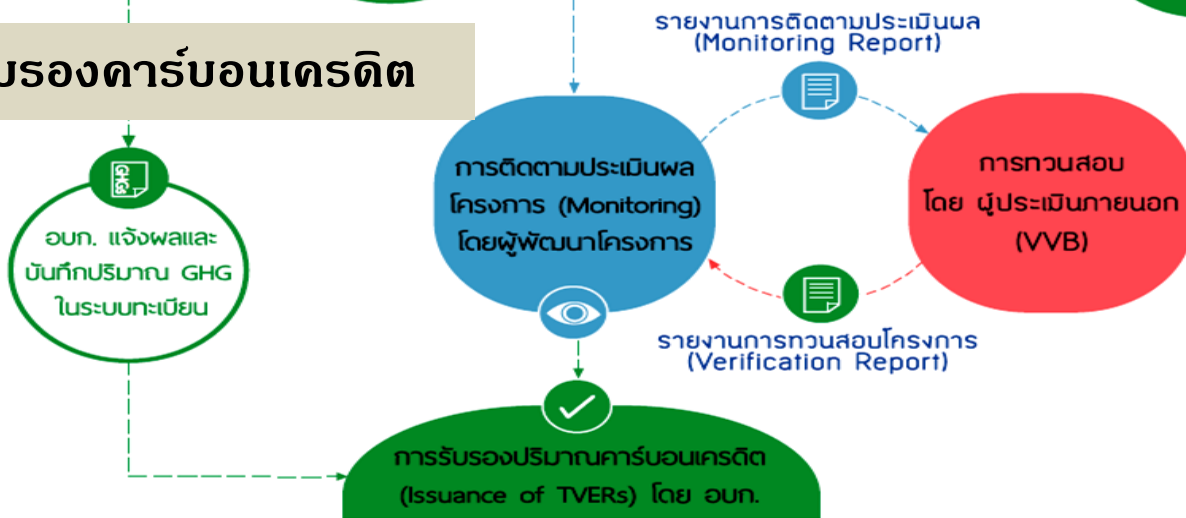 รายงานการติดตามประเมินผล
(Monitoring Report)
บรองคาร์บอนเครดิต
การติดตามประเมินผล
โครงการ (Monitoring)
โดยผู้พัฒนาโครงการ
การทวนสอบ
โดย ผู้ประเมินภายนอก
(VVB)
GHGs
อบก. แจ้งผลและ
บันทึกปริมาณ GHG
ในระบบทะเบียน
รายงานการทวนสอบโครงการ
(Verification Report)
การรับรองปริมาณคาร์บอนเครดิต
(Issuance of TVERs) โดย อบก.